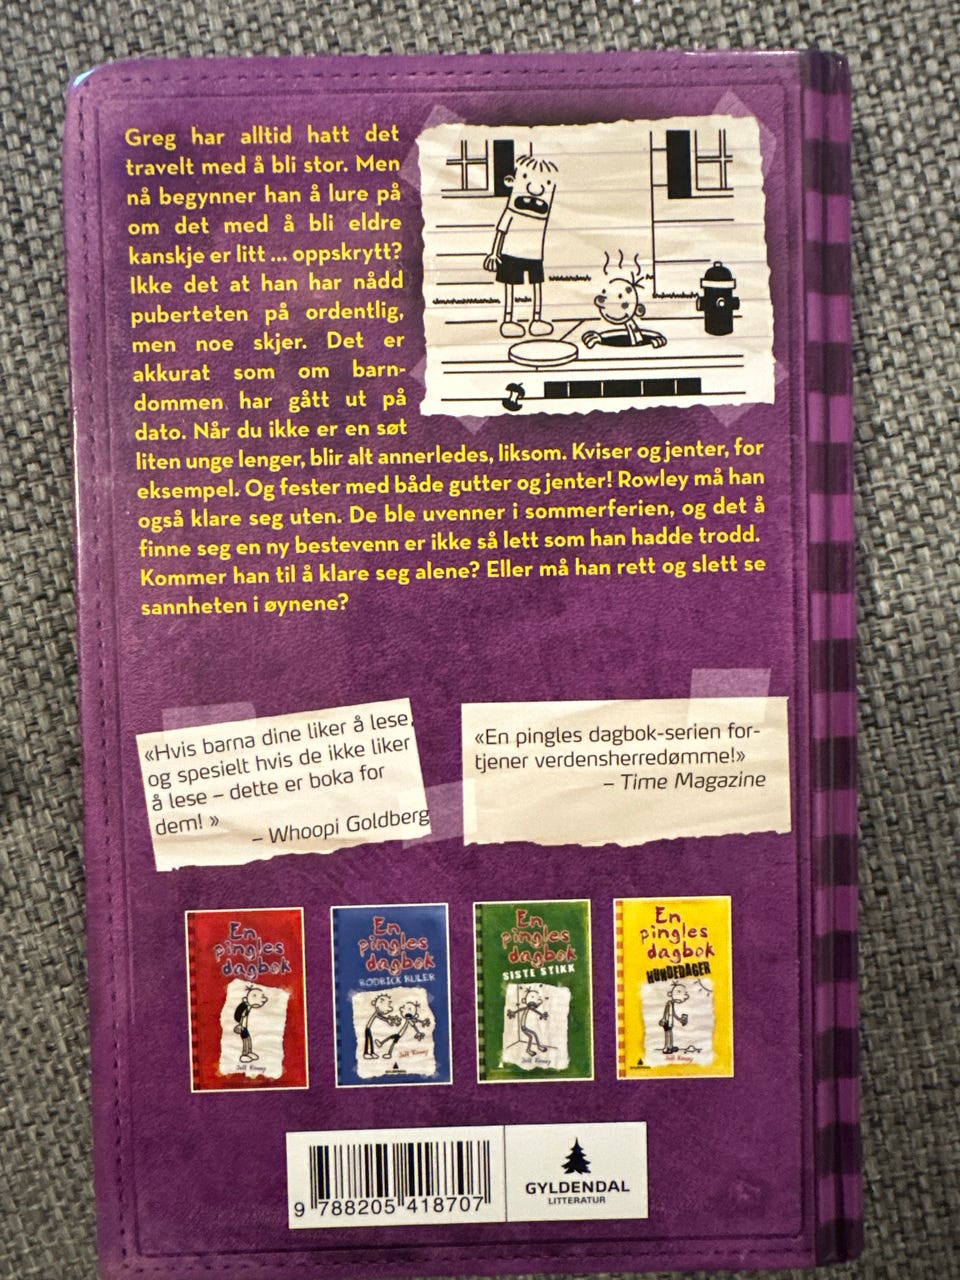 Greg har alltid hatt det
travelt med å bli stor. Men
nå begynner han å lure på
om det med å bli eldre
kanskje er litt ... oppskrytt?
Ikke det at han har nådd
puberteten på ordentlig,
men noe skjer. Det er
akkurat som om barn-
dommen har gått ut på
dato. Når du ikke er en søt
liten unge lenger, blir alt annerledes, liksom. Kviser og jenter, for
eksempel. Og fester med både gutter og jenter! Rowley må han
også klare seg uten. De ble uvenner i sommerferien, og det å
finne seg en ny bestevenn er ikke så lett som han hadde trodd.
Kommer han til å klare seg alene? Eller må han rett og slett se
sannheten i øynene?
«Hvis barna dine liker å lese,
og spesielt hvis de ikke liker
å lese – dette er boka for
dem! »
– Whoopi Goldberg
«En pingles dagbok-serien for-
tjener verdensherredømme!»
– Time Magazine
En
pingles
dagbok
Jeff Kinney
En
pingles
dagbok
RODRICK RULER
Jeff Kinney
En
pingles
dagbok
SISTE STIKK
Jeff Kinney
En
pingles
dagbok
HUNDEDAGER
Jeff Kinney
9 788205 418707
GYLDENDAL
LITTERATUR